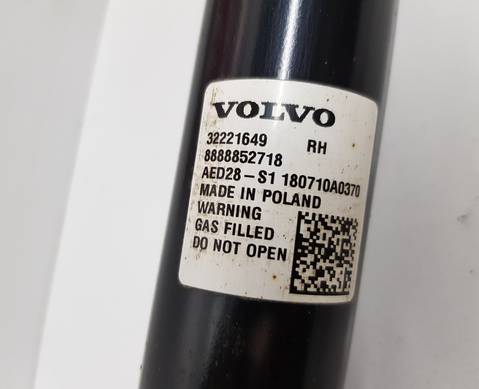 VOLVO
32221649 RH
8888852718
AED28-S1 180710A0370
MADE IN POLAND
WARNING
GAS FILLED
DO NOT OPEN